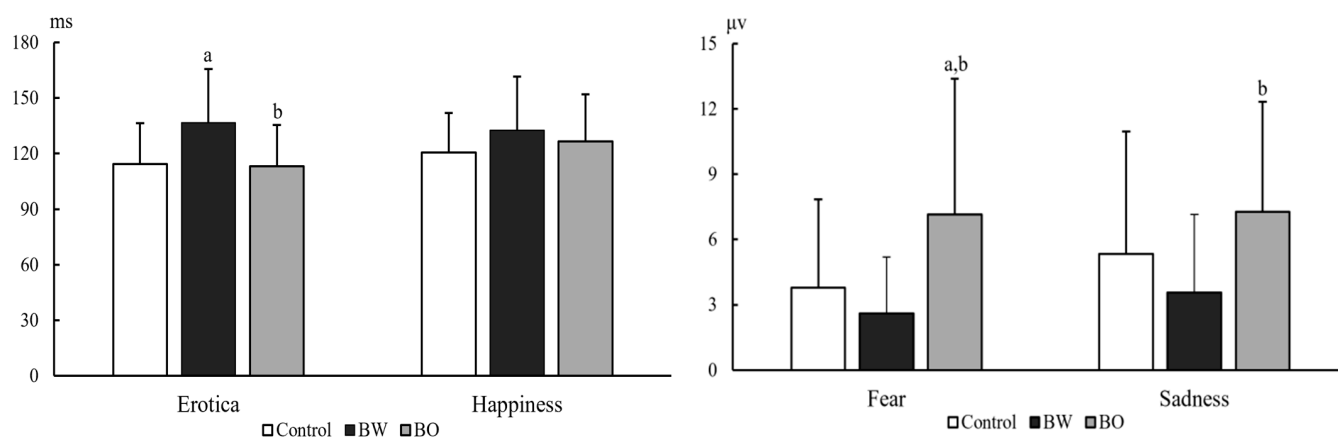 ms
180
150
120
90
60
30
0
a
b
Erotica Happiness
Control BW BO
μv
15
12
9
6
3
0
a,b
b
Fear Sadness
Control BW BO